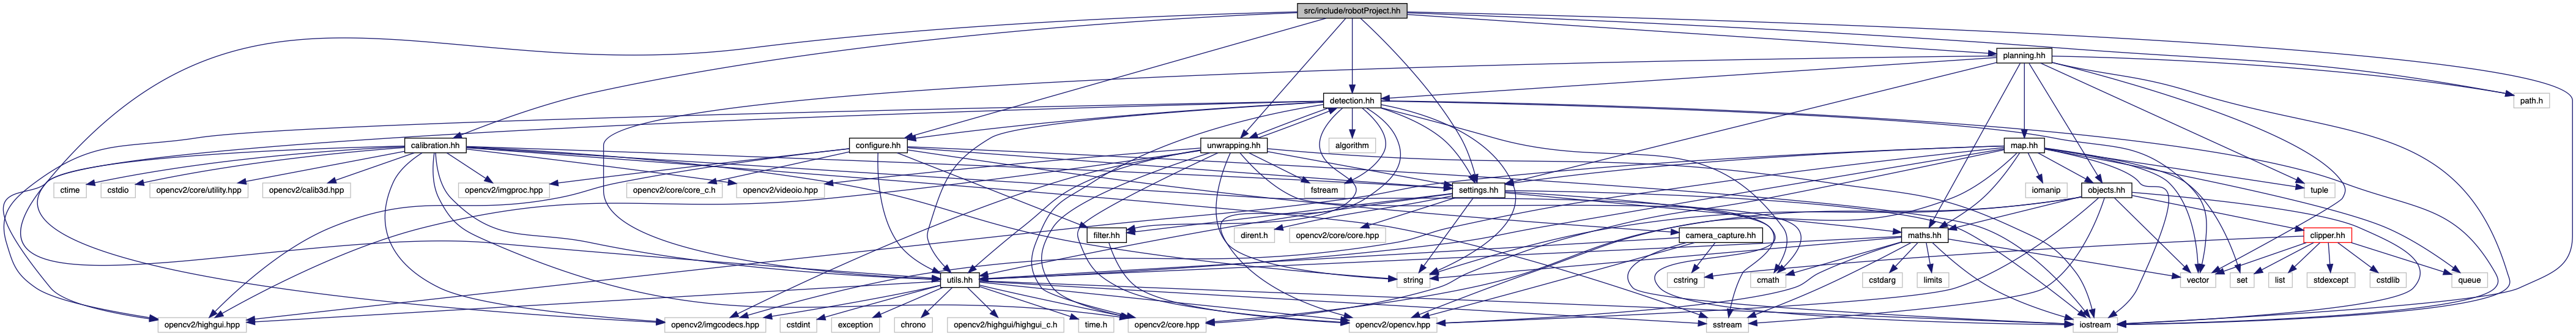 src/include/robotProject.hh
planning.hh
detection.hh
path.h
calibration.hh
configure.hh
unwrapping.hh
algorithm
map.hh
ctime
cstdio
opencv2/core/utility.hpp
opencv2/calib3d.hpp
opencv2/imgproc.hpp
opencv2/core/core_c.h
opencv2/videoio.hpp
fstream
settings.hh
iomanip
objects.hh
tuple
filter.hh
dirent.h
opencv2/core/core.hpp
camera_capture.hh
maths.hh
clipper.hh
utils.hh
string
cstring
cmath
cstdarg
limits
vector
set
list
stdexcept
cstdlib
queue
opencv2/highgui.hpp
opencv2/imgcodecs.hpp
cstdint
exception
chrono
opencv2/highgui/highgui_c.h
time.h
opencv2/core.hpp
opencv2/opencv.hpp
sstream
iostream